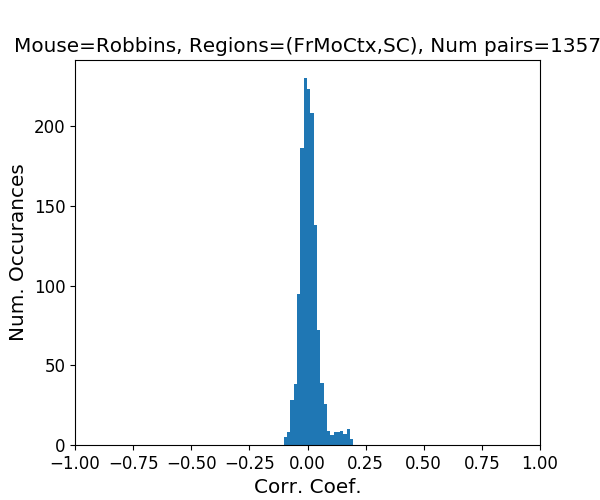 Mouse=Robbins, Regions=(FrMoCtx,SC), Num pairs=1357
Num. Occurances
200
150
100
50
0
−1.00 −0.75 −0.50 −0.25 0.00 0.25 0.50 0.75 1.00
Corr. Coef.